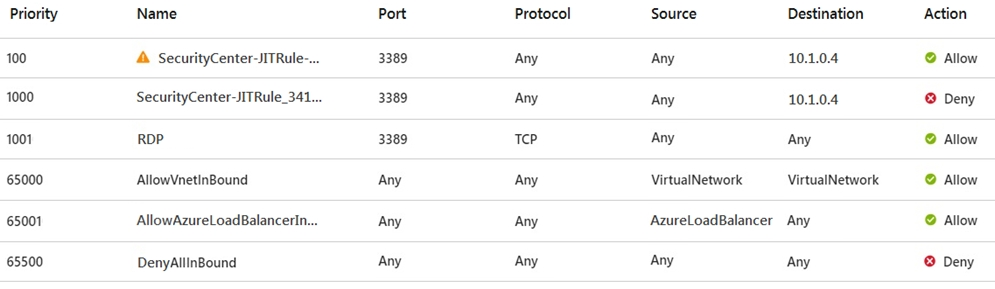 Priority Name Port Protocol Source Destination Action
100 SecurityCenter-JITRule-... 3389 Any Any 10.1.0.4 Allow
1000 SecurityCenter-JITRule_341... 3389 Any Any 10.1.0.4 Deny
1001 RDP 3389 TCP Any Any Allow
65000 AllowVnetInBound Any Any VirtualNetwork VirtualNetwork Allow
65001 AllowAzureLoadBalancerIn... Any Any AzureLoadBalancer Any Allow
65500 DenyAllInBound Any Any Any Any Deny